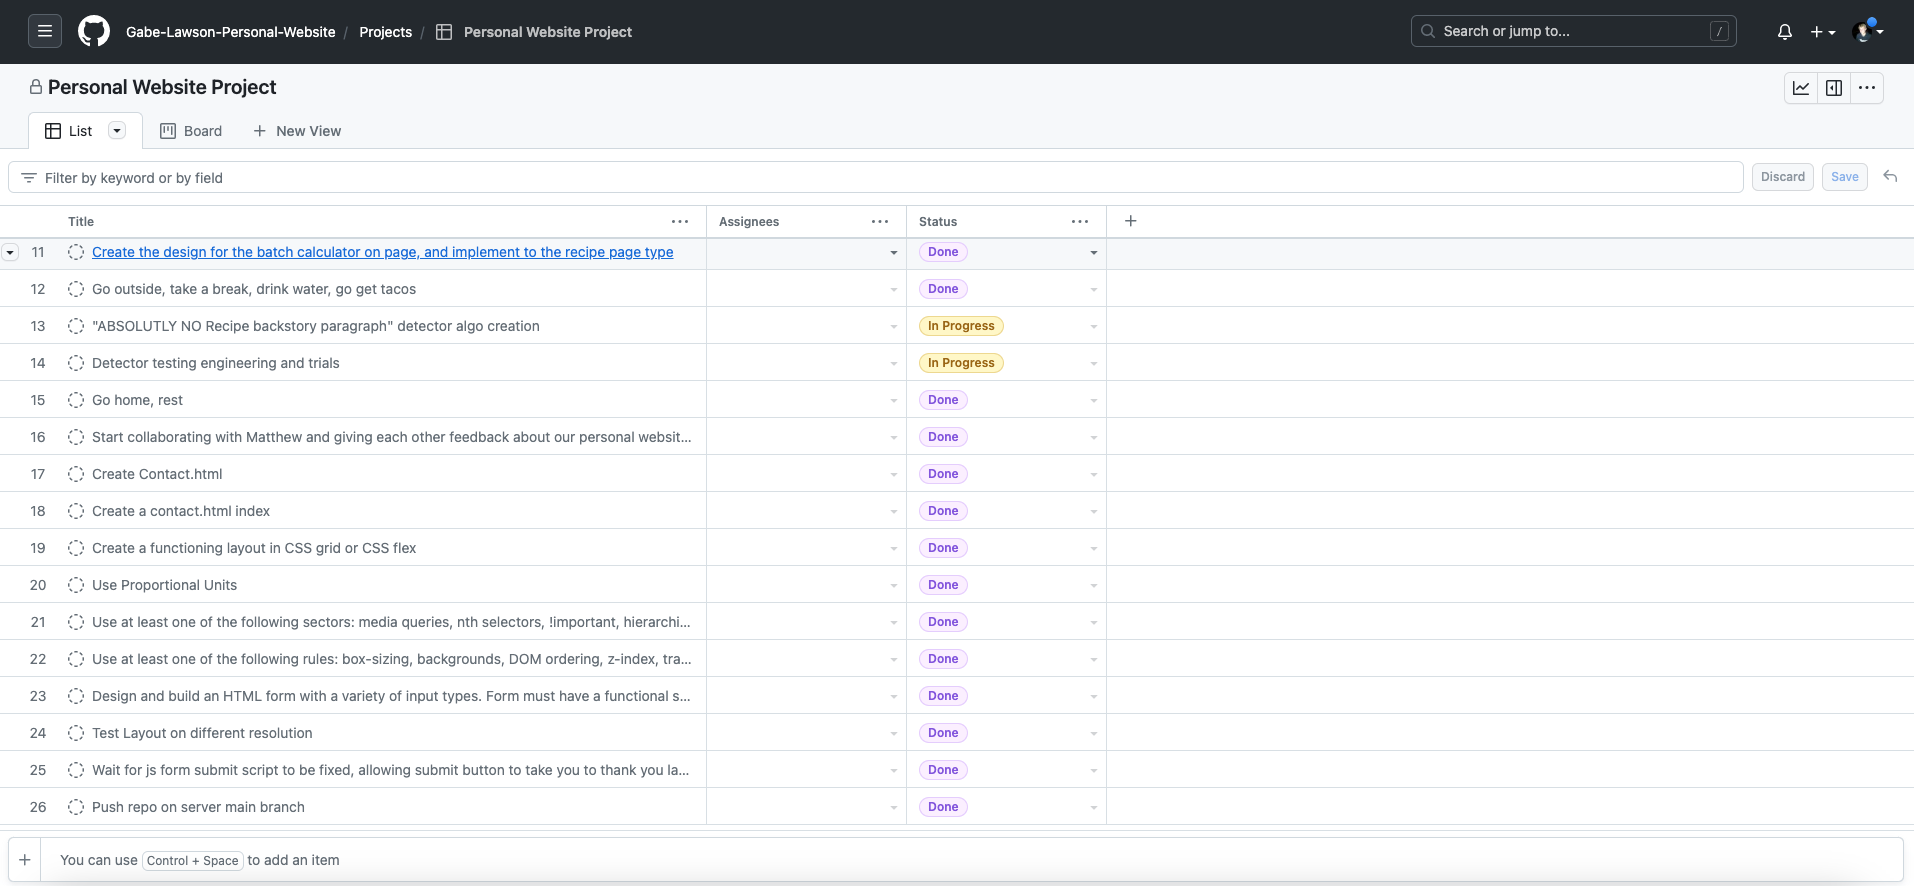 Gabe-Lawson-Personal-Website / Projects / Personal Website Project
Search or jump to... /
Personal Website Project
List Board New View
Filter by keyword or by field
Discard Save
Title Assignees Status
11 Create the design for the batch calculator on page, and implement to the recipe page type Done
12 Go outside, take a break, drink water, go get tacos Done
13 "ABSOLUTLY NO Recipe backstory paragraph" detector algo creation In Progress
14 Detector testing engineering and trials In Progress
15 Go home, rest Done
16 Start collaborating with Matthew and giving each other feedback about our personal websit... Done
17 Create Contact.html Done
18 Create a contact.html index Done
19 Create a functioning layout in CSS grid or CSS flex Done
20 Use Proportional Units Done
21 Use at least one of the following sectors: media queries, nth selectors, !important, hierarchi... Done
22 Use at least one of the following rules: box-sizing, backgrounds, DOM ordering, z-index, tra... Done
23 Design and build an HTML form with a variety of input types. Form must have a functional s... Done
24 Test Layout on different resolution Done
25 Wait for js form submit script to be fixed, allowing submit button to take you to thank you la... Done
26 Push repo on server main branch Done
You can use Control + Space to add an item